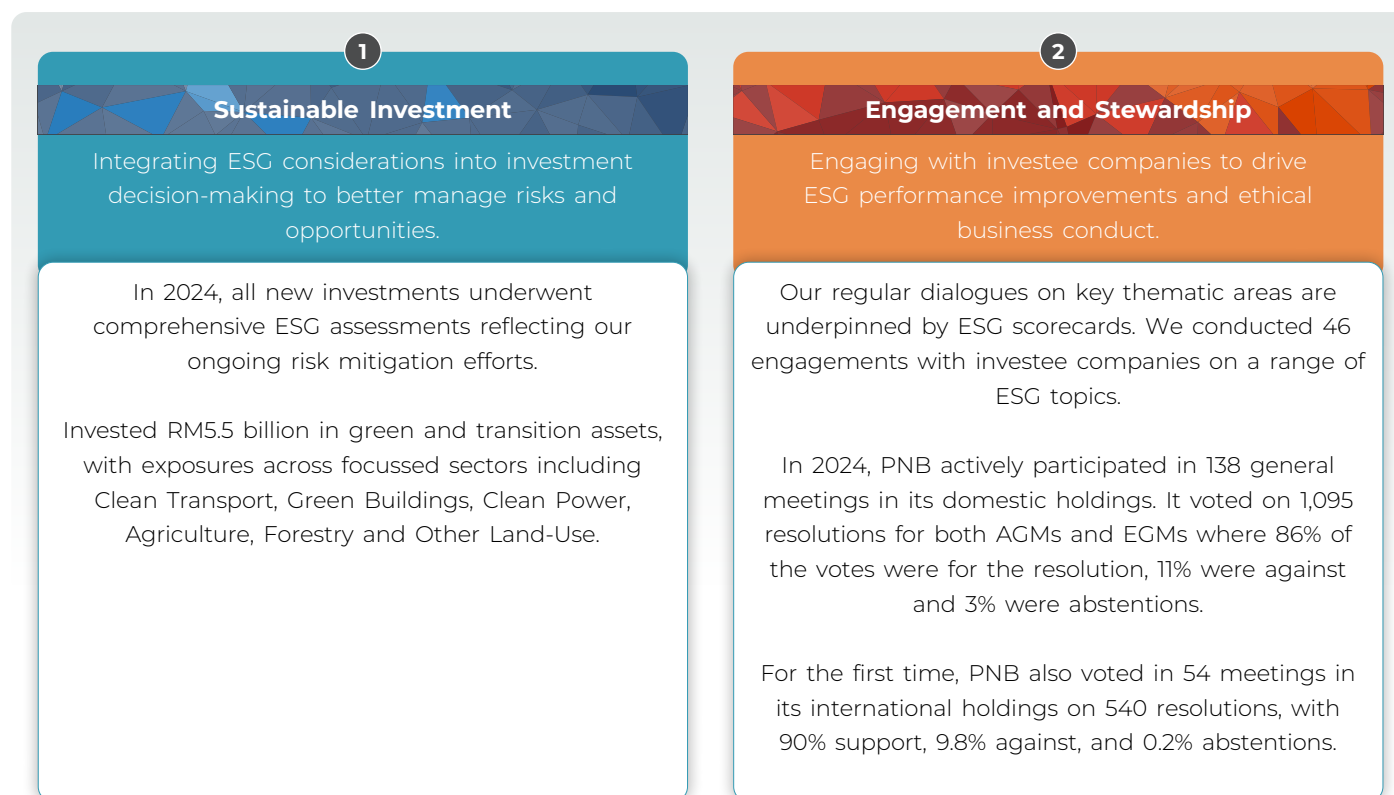 1
Sustainable Investment
Integrating ESG considerations into investment
decision-making to better manage risks and
opportunities.
In 2024, all new investments underwent
comprehensive ESG assessments reflecting our
ongoing risk mitigation efforts.
Invested RM5.5 billion in green and transition assets,
with exposures across focussed sectors including
Clean Transport, Green Buildings, Clean Power,
Agriculture, Forestry and Other Land-Use.
2
Engagement and Stewardship
Engaging with investee companies to drive
ESG performance improvements and ethical
business conduct.
Our regular dialogues on key thematic areas are
underpinned by ESG scorecards. We conducted 46
engagements with investee companies on a range of
ESG topics.
In 2024, PNB actively participated in 138 general
meetings in its domestic holdings. It voted on 1,095
resolutions for both AGMs and EGMs where 86% of
the votes were for the resolution, 11% were against
and 3% were abstentions.
For the first time, PNB also voted in 54 meetings in
its international holdings on 540 resolutions, with
90% support, 9.8% against, and 0.2% abstentions.